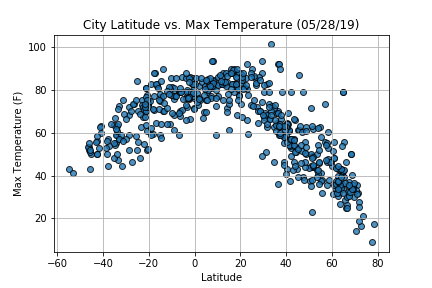 City Latitude vs. Max Temperature (05/28/19)
100
80
60
40
20
Max Temperature (F)
−60 −40 −20 0 20 40 60 80
Latitude